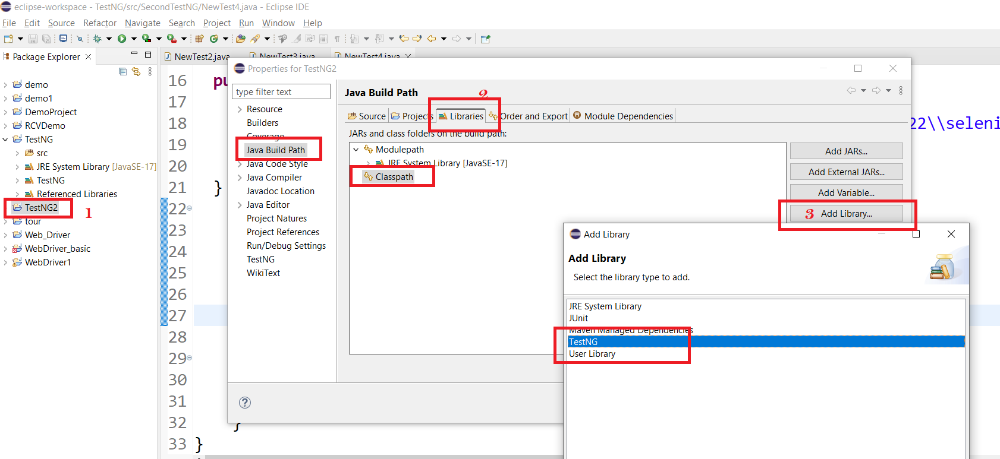 eclipse-workspace - TestNG/src/SecondTestNG/NewTest4.java - Eclipse IDE
File Edit Source Refactor Navigate Search Project Run Window Help
Package Explorer
demo
demo1
DemoProject
RCVDemo
TestNG
src
JRE System Library [JavaSE-17]
TestNG
Referenced Libraries
TestNG2
1
tour
Web_Driver
WebDriver_basic
WebDriver1
NewTest2.java NewTest3.java NewTest4.java
16
17
18
19
20
21 }
22
23
24
25
26
27
28
29
30
31
32 }
33 }
22\\seleni
Properties for TestNG2
type filter text
Resource
Builders
Coverage
Java Build Path
Java Code Style
Java Compiler
Javadoc Location
Java Editor
Project Natures
Project References
Run/Debug Settings
TestNG
WikiText
Java Build Path
2
Source Projects Libraries Order and Export Module Dependencies
JARs and class folders on the build path:
Modulepath
JRE System Library [JavaSE-17]
Classpath
Add JARs...
Add External JARs...
Add Variable...
3 Add Library...
Add Library
Add Library
Select the library type to add.
JRE System Library
JUnit
Maven Managed Dependencies
TestNG
User Library